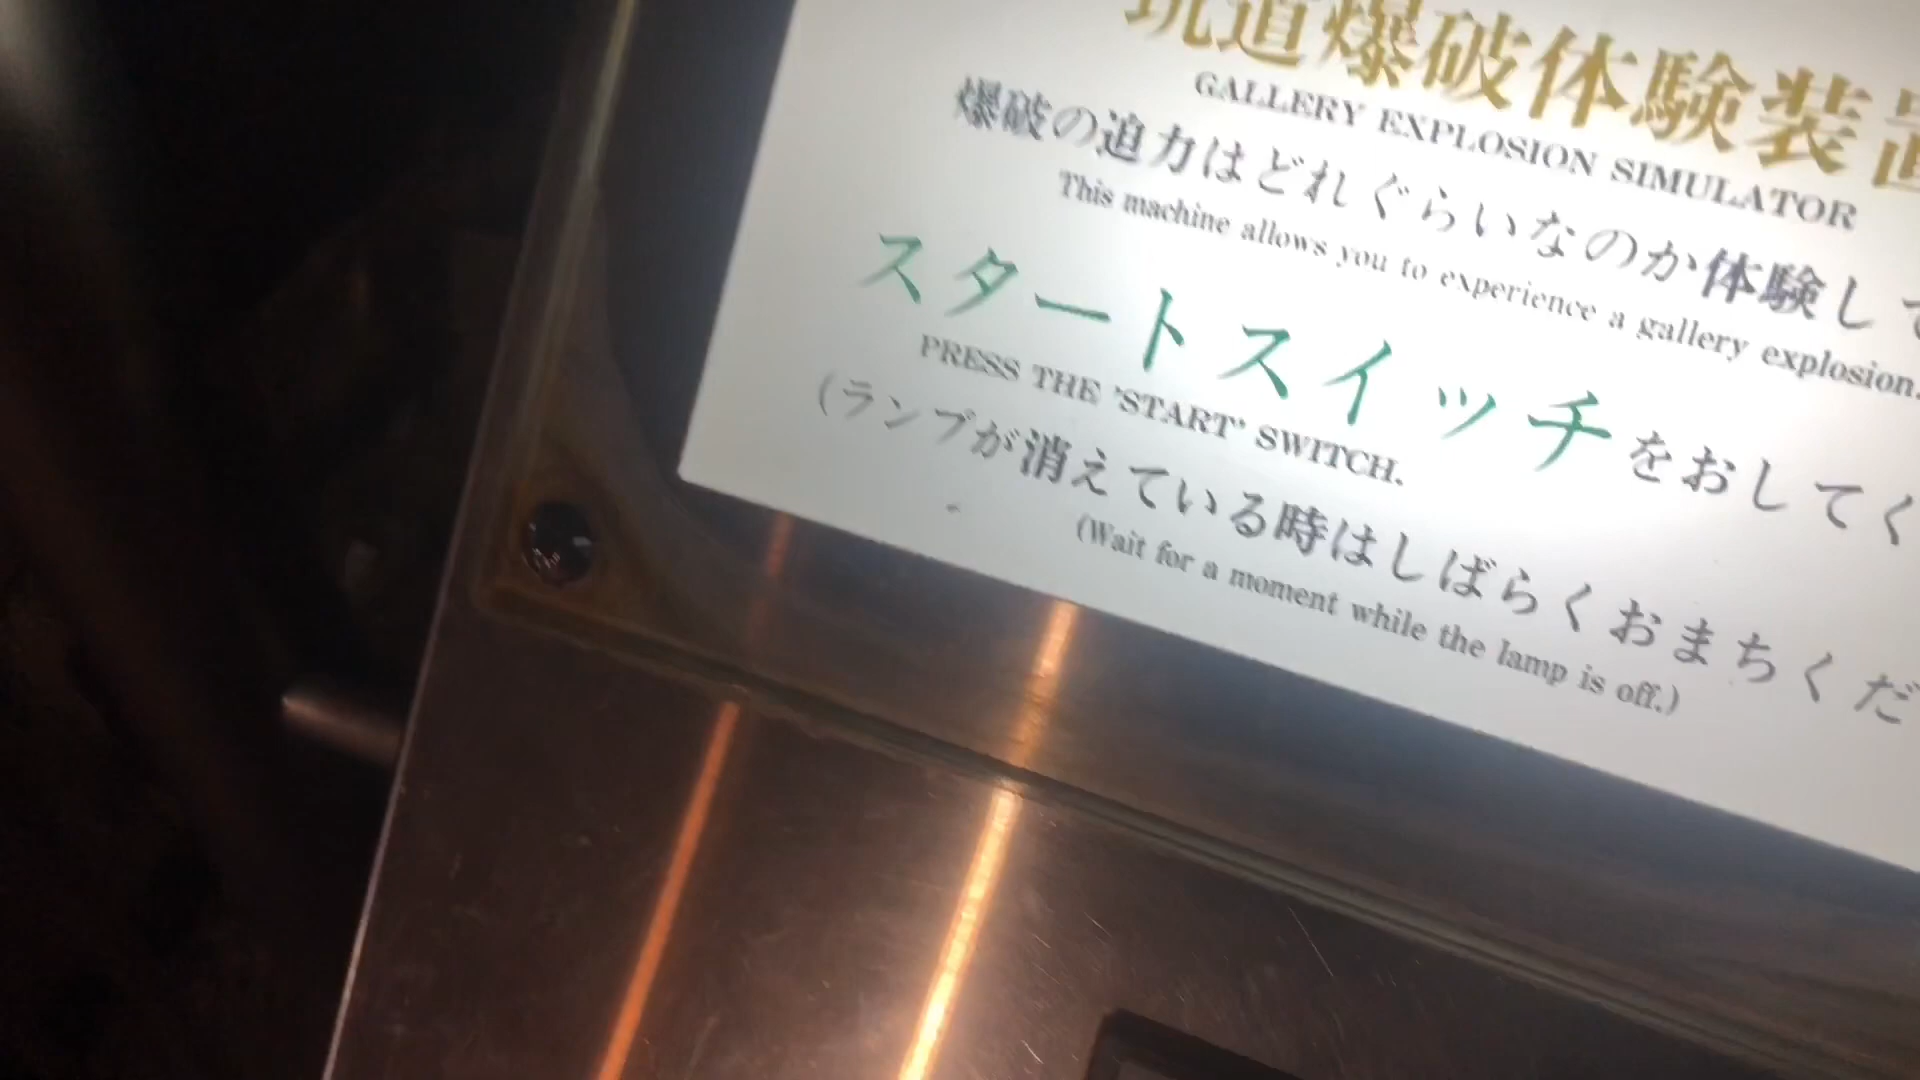 坑道爆破体験装置
GALLERY EXPLOSION SIMULATOR
爆破の迫力はどれぐらいなのか体験して
This machine allows you to experience a gallery explosion.
スタートスイッチをおしてく
PRESS THE 'START' SWITCH.
(ランプが消えている時はしばらくおまちくだ
(Wait for a moment while the lamp is off.)